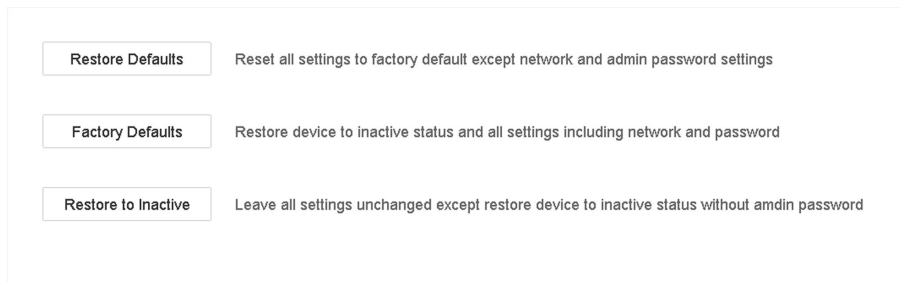 Restore Defaults Reset all settings to factory default except network and admin password settings
Factory Defaults Restore device to inactive status and all settings including network and password
Restore to Inactive Leave all settings unchanged except restore device to inactive status without amdin password